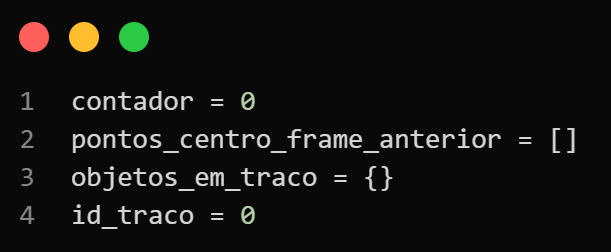 1 contador = 0
2 pontos_centro_frame_anterior = []
3 objetos_em_traco = {}
4 id_traco = 0